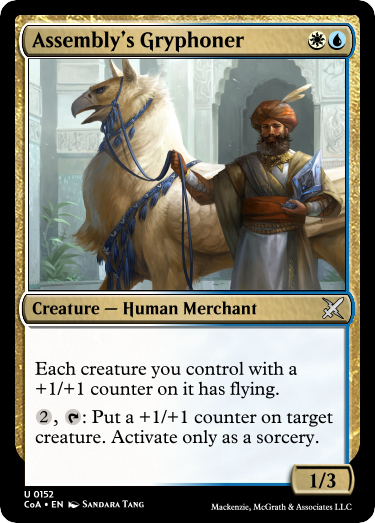 Assembly's Gryphoner
Creature — Human Merchant
Each creature you control with a
+1/+1 counter on it has flying.
2, : Put a +1/+1 counter on target
creature. Activate only as a sorcery.
1/3
U 0152
CoA • EN Sandara Tang
Mackenzie, McGrath & Associates LLC